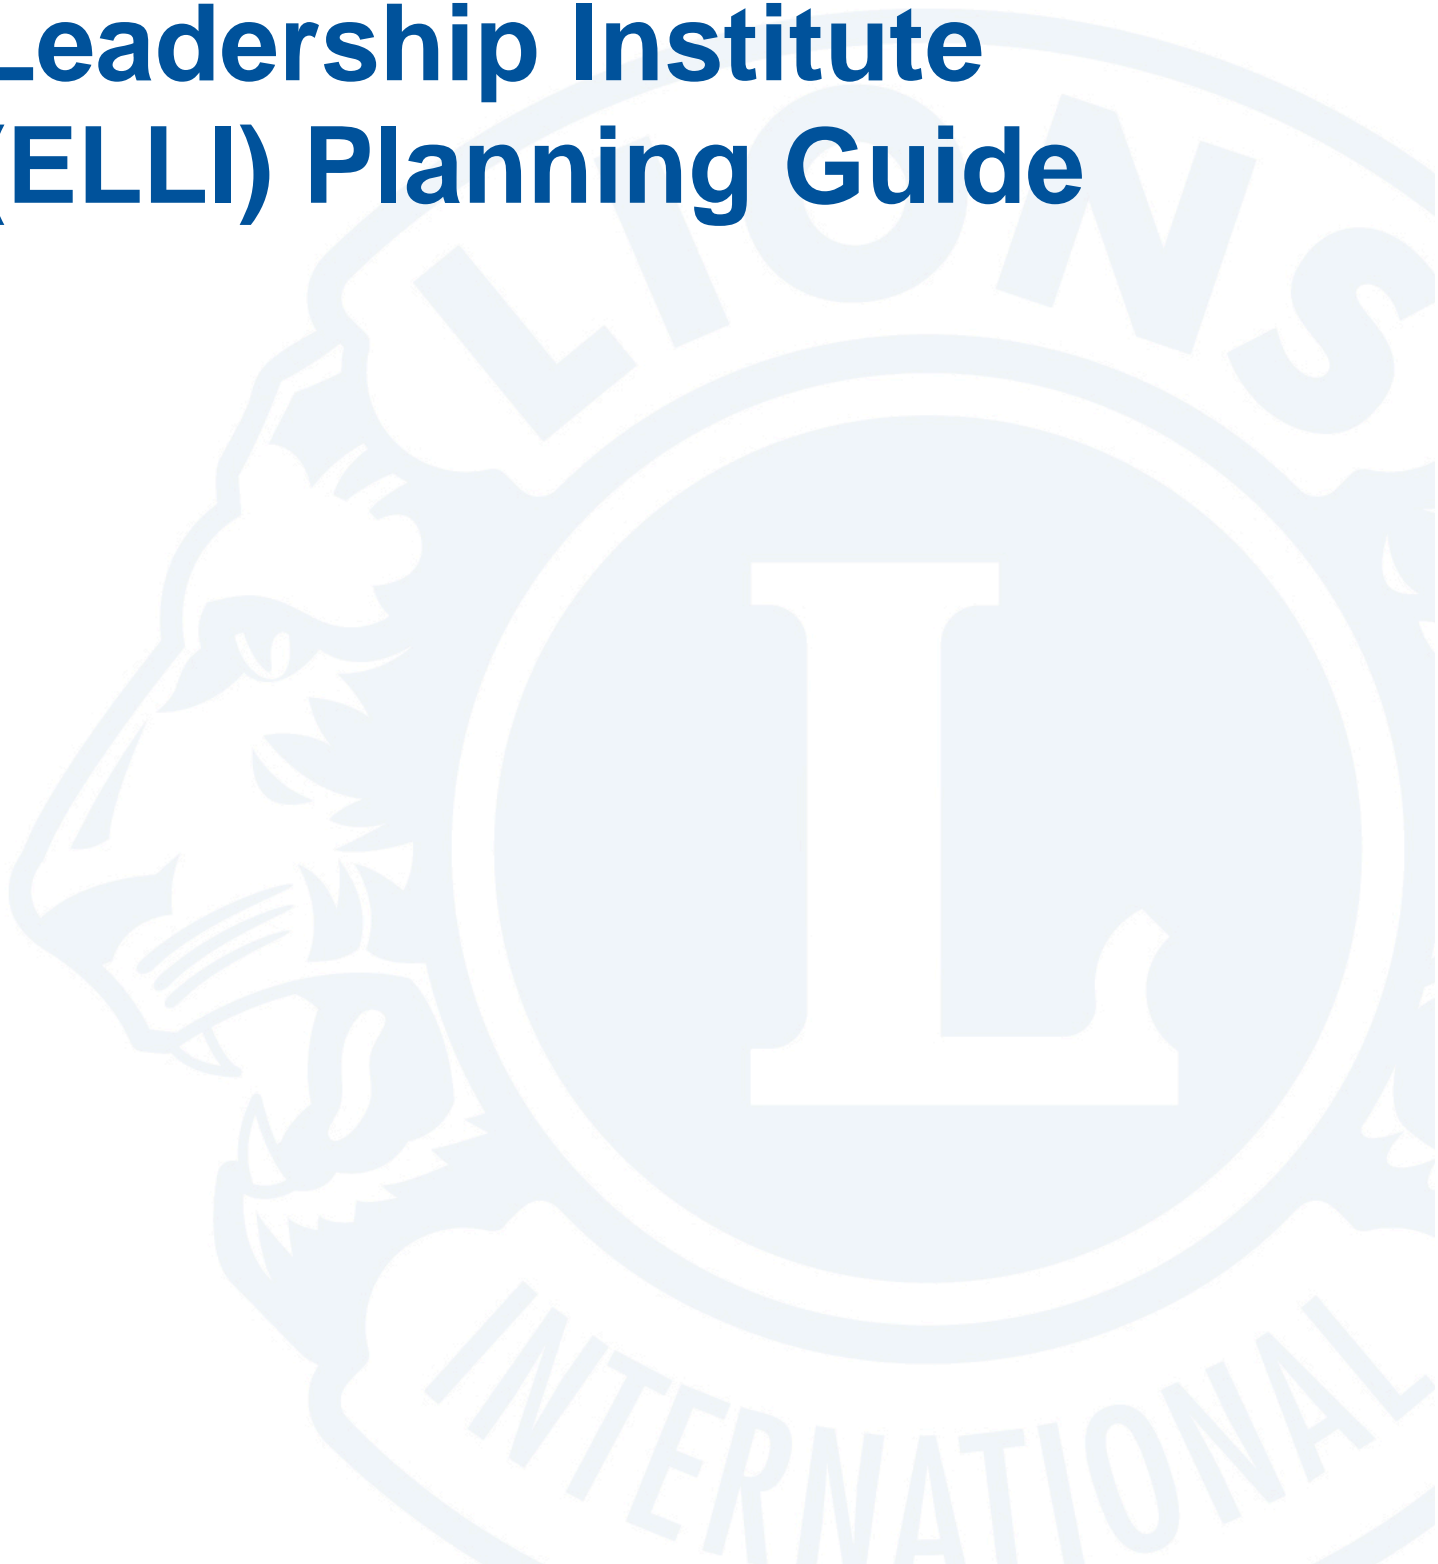 Leadership Institute
(ELLI) Planning Guide
LIONS
L
INTERNATIONAL